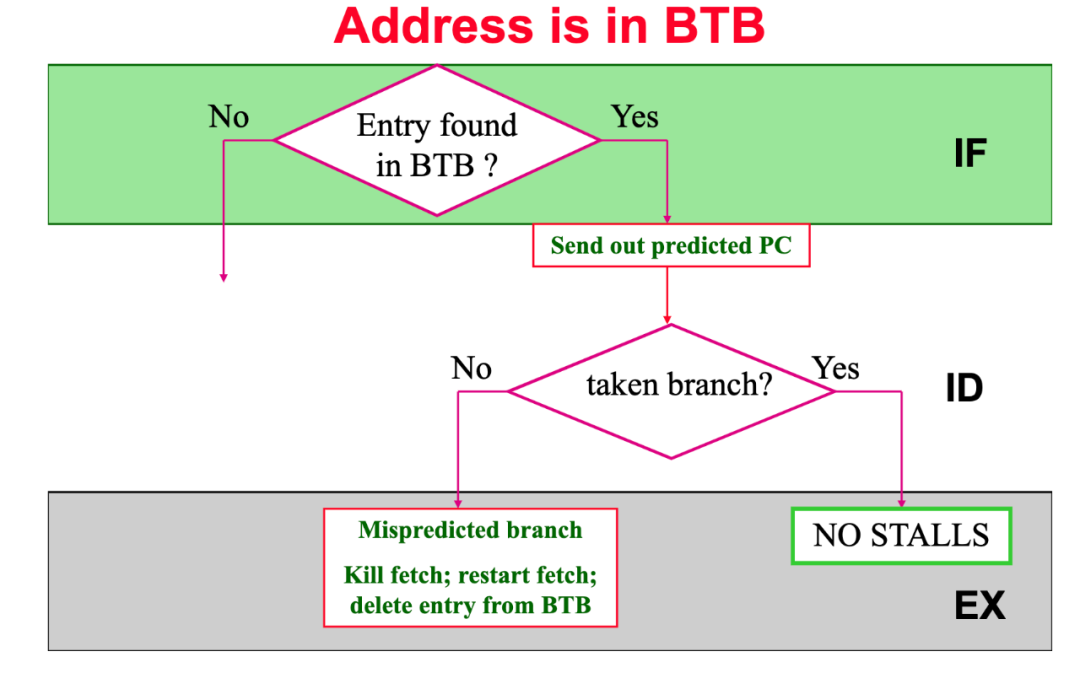 Address is in BTB
No
Entry found
in BTB ?
Yes
IF
Send out predicted PC
No
taken branch?
Yes
ID
Mispredicted branch
Kill fetch; restart fetch;
delete entry from BTB
NO STALLS
EX